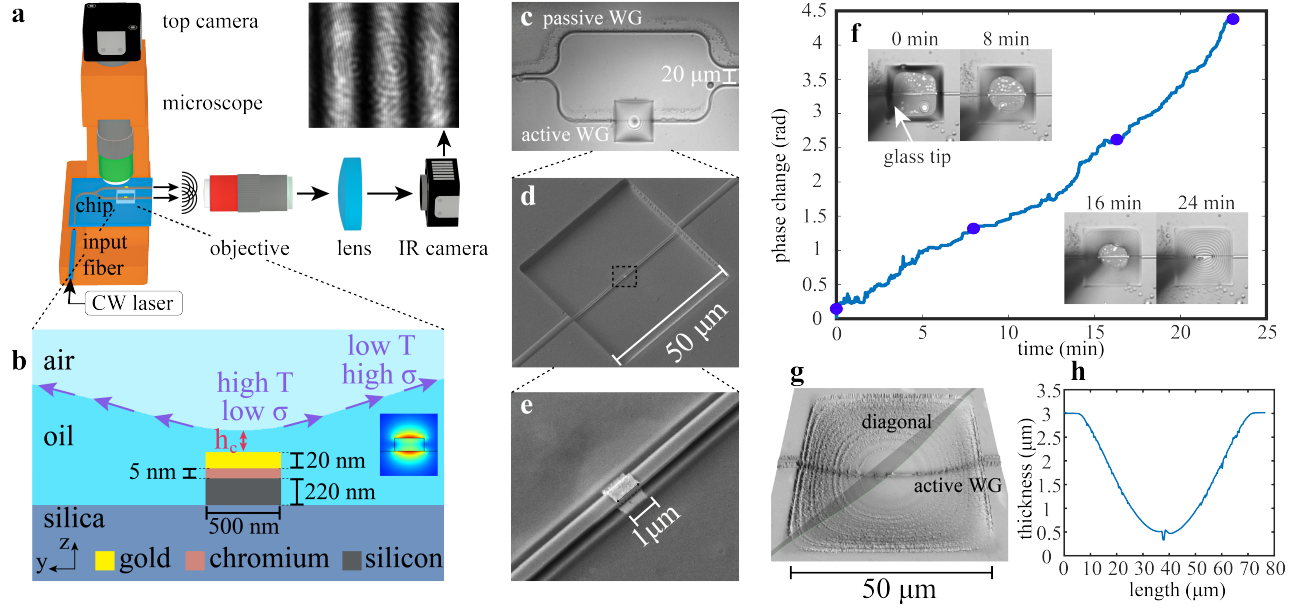 a
top camera
microscope
chip
input
fiber
CW laser
objective
lens
IR camera
b
air
oil
silica
high T
low σ
low T
high σ
h_c
5 nm
20 nm
220 nm
500 nm
z
y
gold
chromium
silicon
c
passive WG
20 μm
active WG
d
50 μm
e
1μm
f
0 min
8 min
glass tip
16 min
24 min
phase change (rad)
4.5
4
3.5
3
2.5
2
1.5
1
0.5
0
0
5
10
15
20
25
time (min)
g
diagonal
active WG
50 μm
h
thickness (μm)
3.5
3
2.5
2
1.5
1
0.5
0
0
10
20
30
40
50
60
70
80
length (μm)